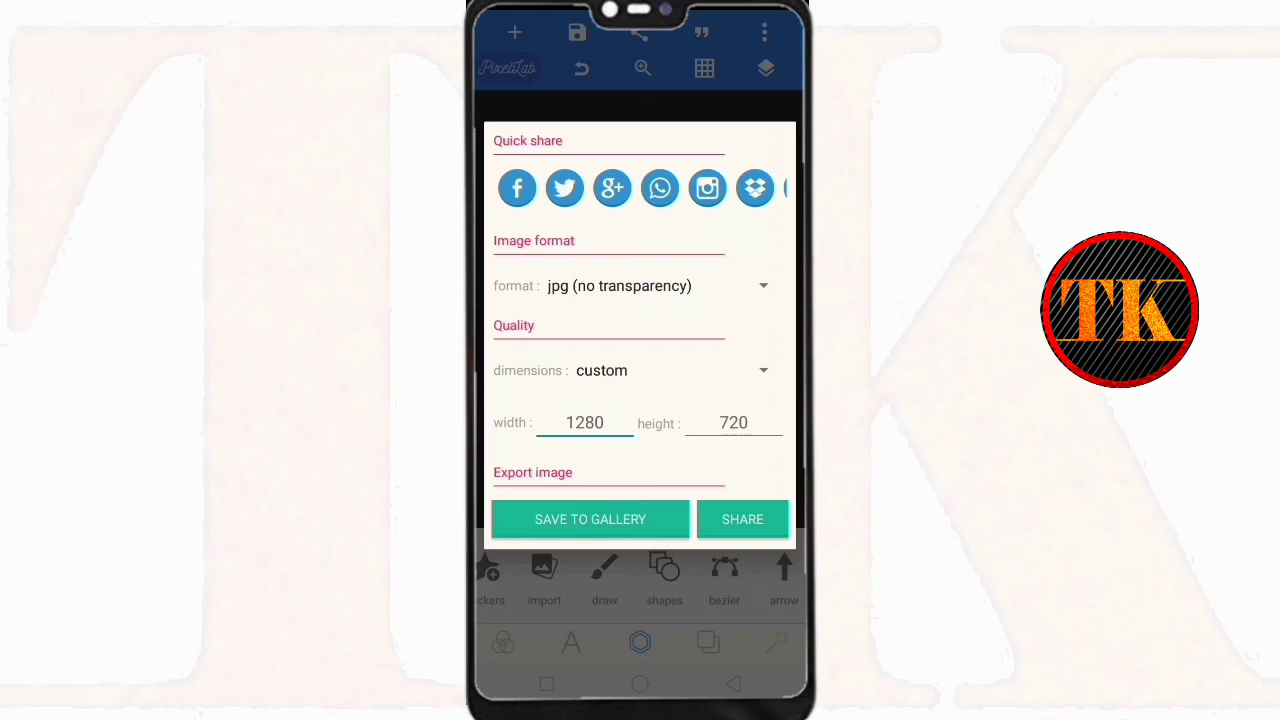 PixelLab
Quick share
g+
Image format
format : jpg (no transparency)
Quality
dimensions : custom
width : 1280 height : 720
Export image
SAVE TO GALLERY SHARE
ckers import draw shapes bezier arrow
TK
TK